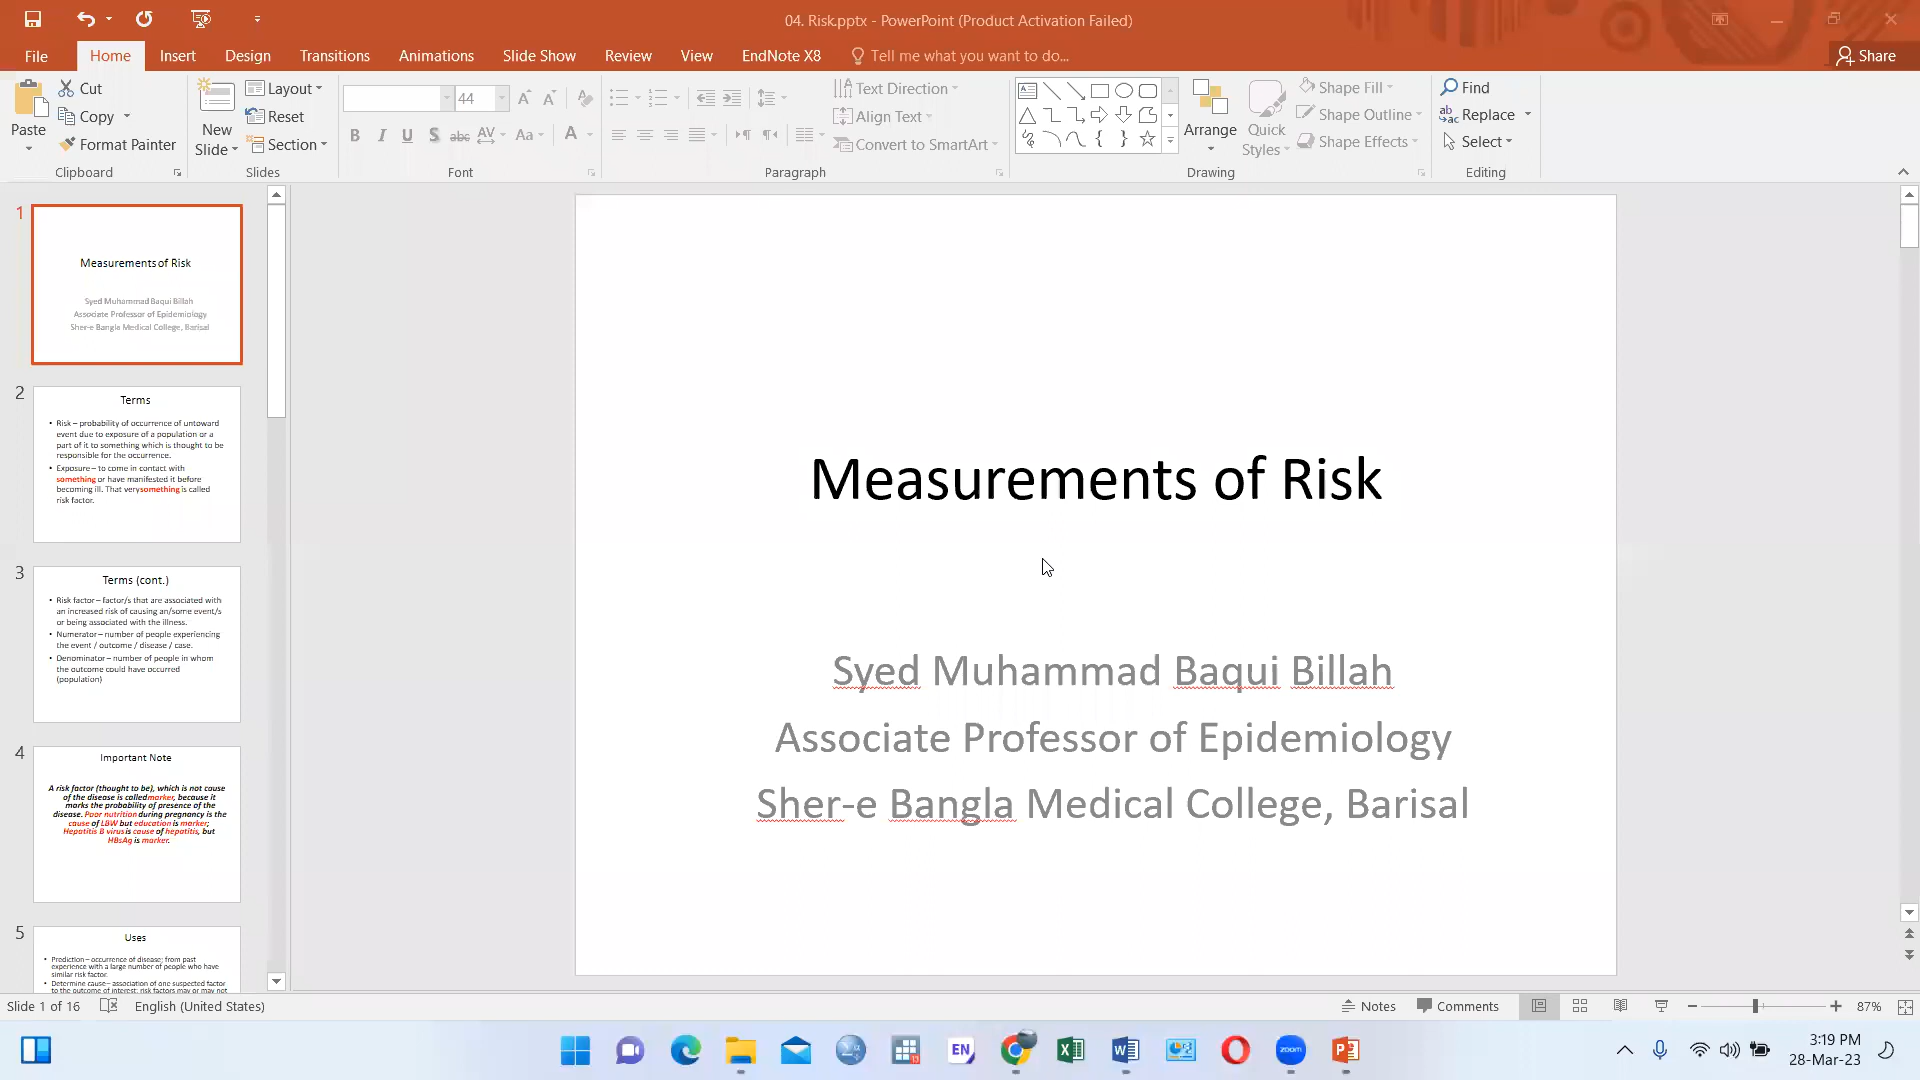 04. Risk.pptx - PowerPoint (Product Activation Failed)
File Home Insert Design Transitions Animations Slide Show Review View EndNote X8 Tell me what you want to do... Share
Paste
Cut
Copy
Format Painter
Clipboard
New Slide
Layout
Reset
Section
Slides
44
B I U S abc AV Aa A
Font
Text Direction
Align Text
Convert to SmartArt
Paragraph
Arrange
Quick Styles
Shape Fill
Shape Outline
Shape Effects
Drawing
Find
Replace
Select
Editing
1
Measurements of Risk
Syed Muhammad Baqui Billah
Associate Professor of Epidemiology
Sher-e Bangla Medical College, Barisal
2
Terms
• Risk – probability of occurrence of untoward
event due to exposure of a population or a
part of it to something which is thought to be
responsible for the occurrence.
• Exposure – to come in contact with
something or have manifested it before
becoming ill. That very something is called
risk factor.
3
Terms (cont.)
• Risk factor – factor/s that are associated with
an increased risk of causing an/some event/s
or being associated with the illness.
• Numerator – number of people experiencing
the event / outcome / disease / case.
• Denominator – number of people in whom
the outcome could have occurred
(population)
4
Important Note
A risk factor (thought to be), which is not cause
of the disease is called marker, because it
marks the probability of presence of the
disease. Poor nutrition during pregnancy is the
cause of LBW but education is marker;
Hepatitis B virus is cause of hepatitis, but
HBsAg is marker.
5
Uses
• Prediction – occurrence of disease; from past
experience with a large number of people who have
similar risk factor.
• Determine cause – association of one suspected factor
to the outcome of interest; risk factors may or may not
Measurements of Risk
Syed Muhammad Baqui Billah
Associate Professor of Epidemiology
Sher-e Bangla Medical College, Barisal
Slide 1 of 16 English (United States) Notes Comments 87%
EN zoom
3:19 PM
28-Mar-23